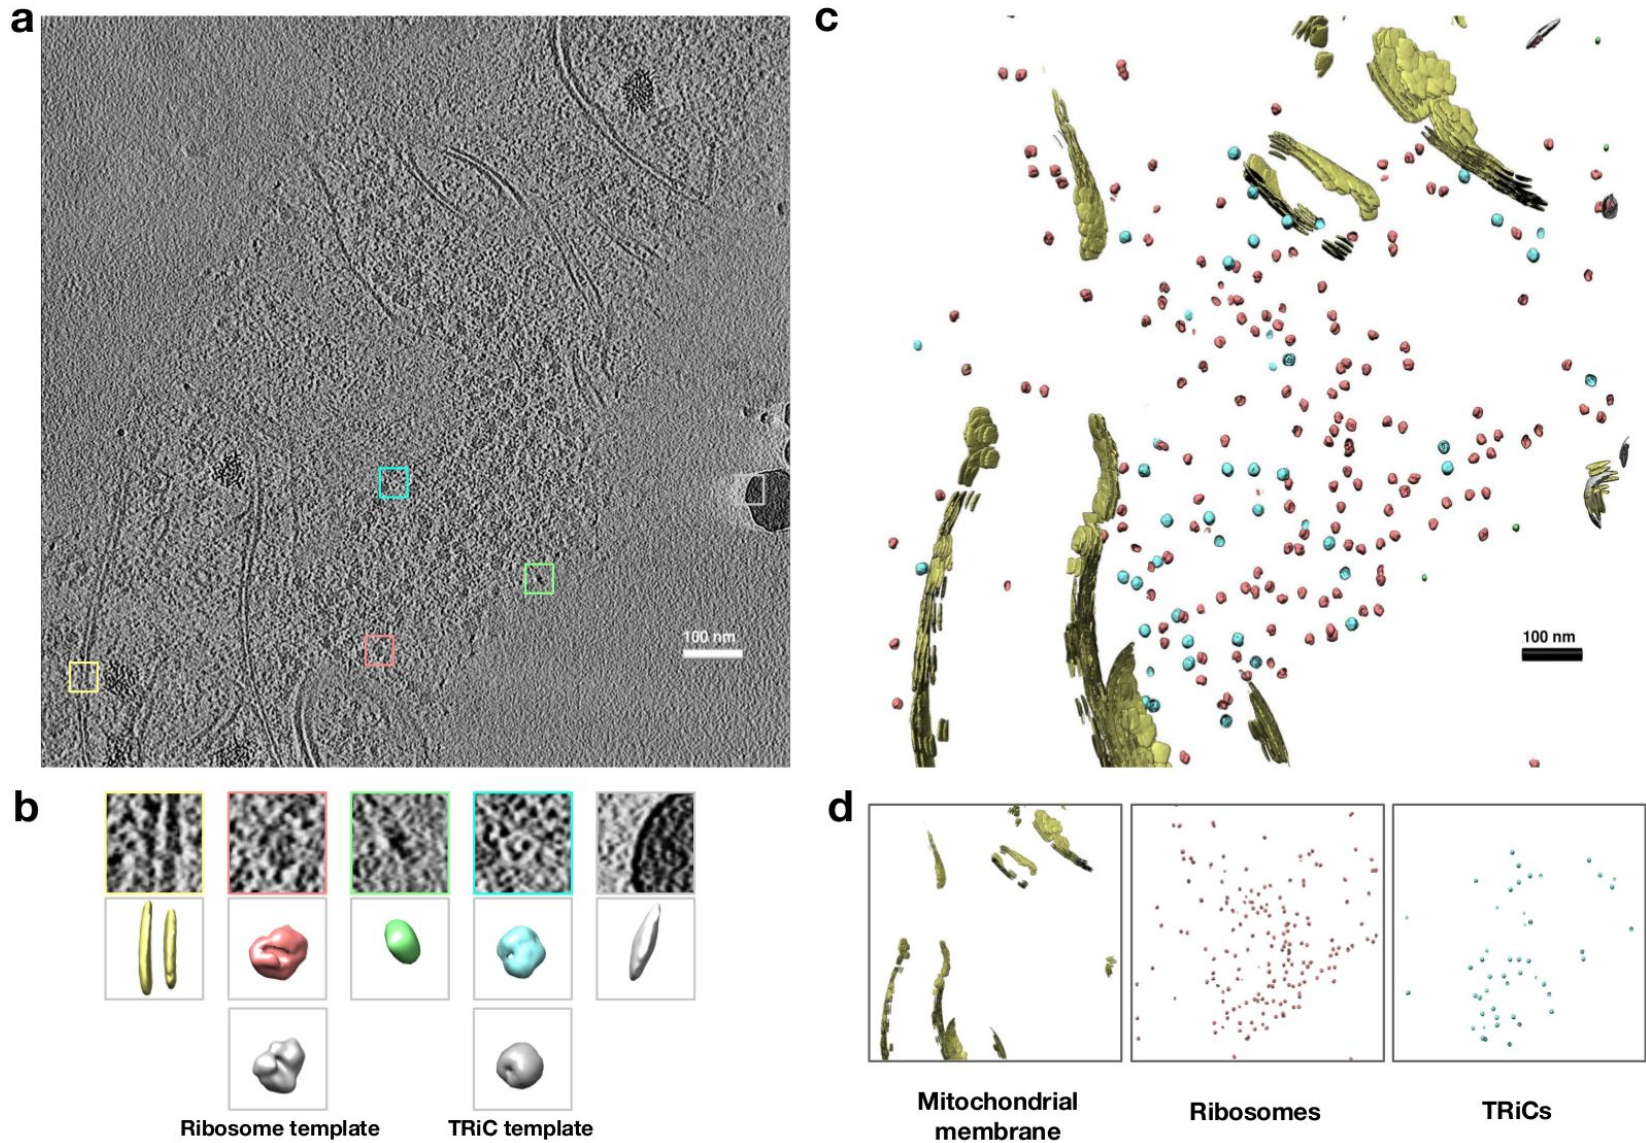 a
c
100 nm
100 nm
b
d
Ribosome template
TRiC template
Mitochondrial
membrane
Ribosomes
TRiCs